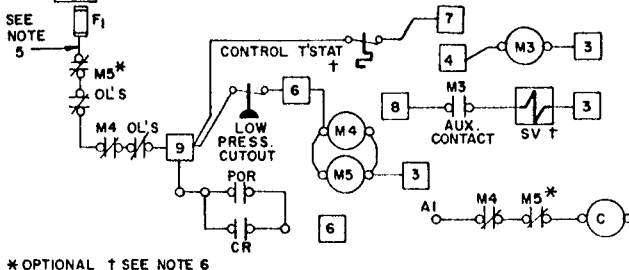 F1
SEE
NOTE
5
M5*
OL'S
M4 OL'S
9
CONTROL T'STAT
†
7
LOW
PRESS.
CUTOUT
6
M4
M5
3
POR
CR
6
4
M3
3
8
M3
AUX.
CONTACT
SV †
3
A1
M4
M5*
C
* OPTIONAL † SEE NOTE 6